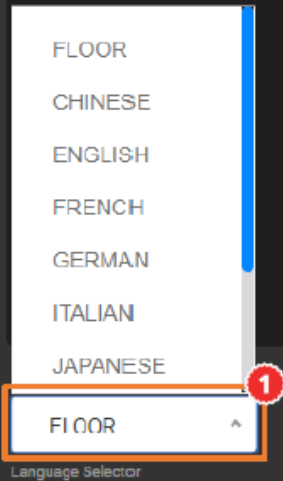 FLOOR
CHINESE
ENGLISH
FRENCH
GERMAN
ITALIAN
JAPANESE
1
FLOOR
Language Selector